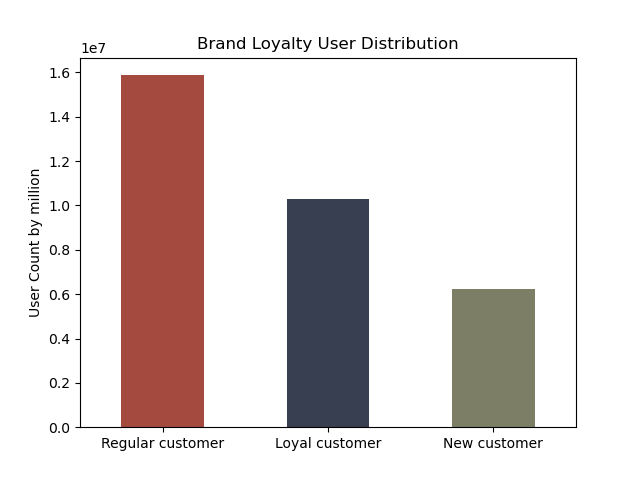 Brand Loyalty User Distribution
1e7
User Count by million
1.6
1.4
1.2
1.0
0.8
0.6
0.4
0.2
0.0
Regular customer
Loyal customer
New customer